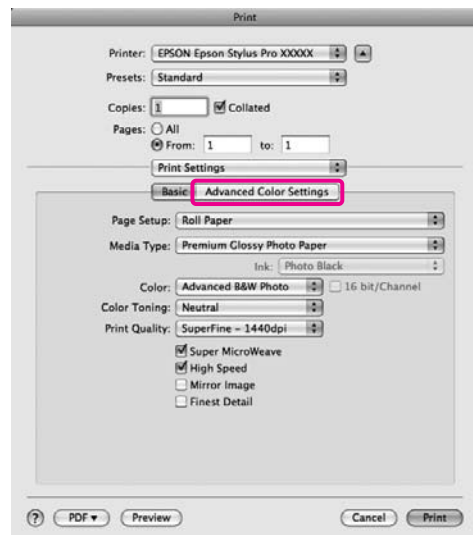 Print
Printer: EPSON Epson Stylus Pro XXXXX
Presets: Standard
Copies: 1 Collated
Pages: All
From: 1 to: 1
Print Settings
Basic Advanced Color Settings
Page Setup: Roll Paper
Media Type: Premium Glossy Photo Paper
Ink: Photo Black
Color: Advanced B&W Photo 16 bit/Channel
Color Toning: Neutral
Print Quality: SuperFine - 1440dpi
Super MicroWeave
High Speed
Mirror Image
Finest Detail
? PDF Preview Cancel Print